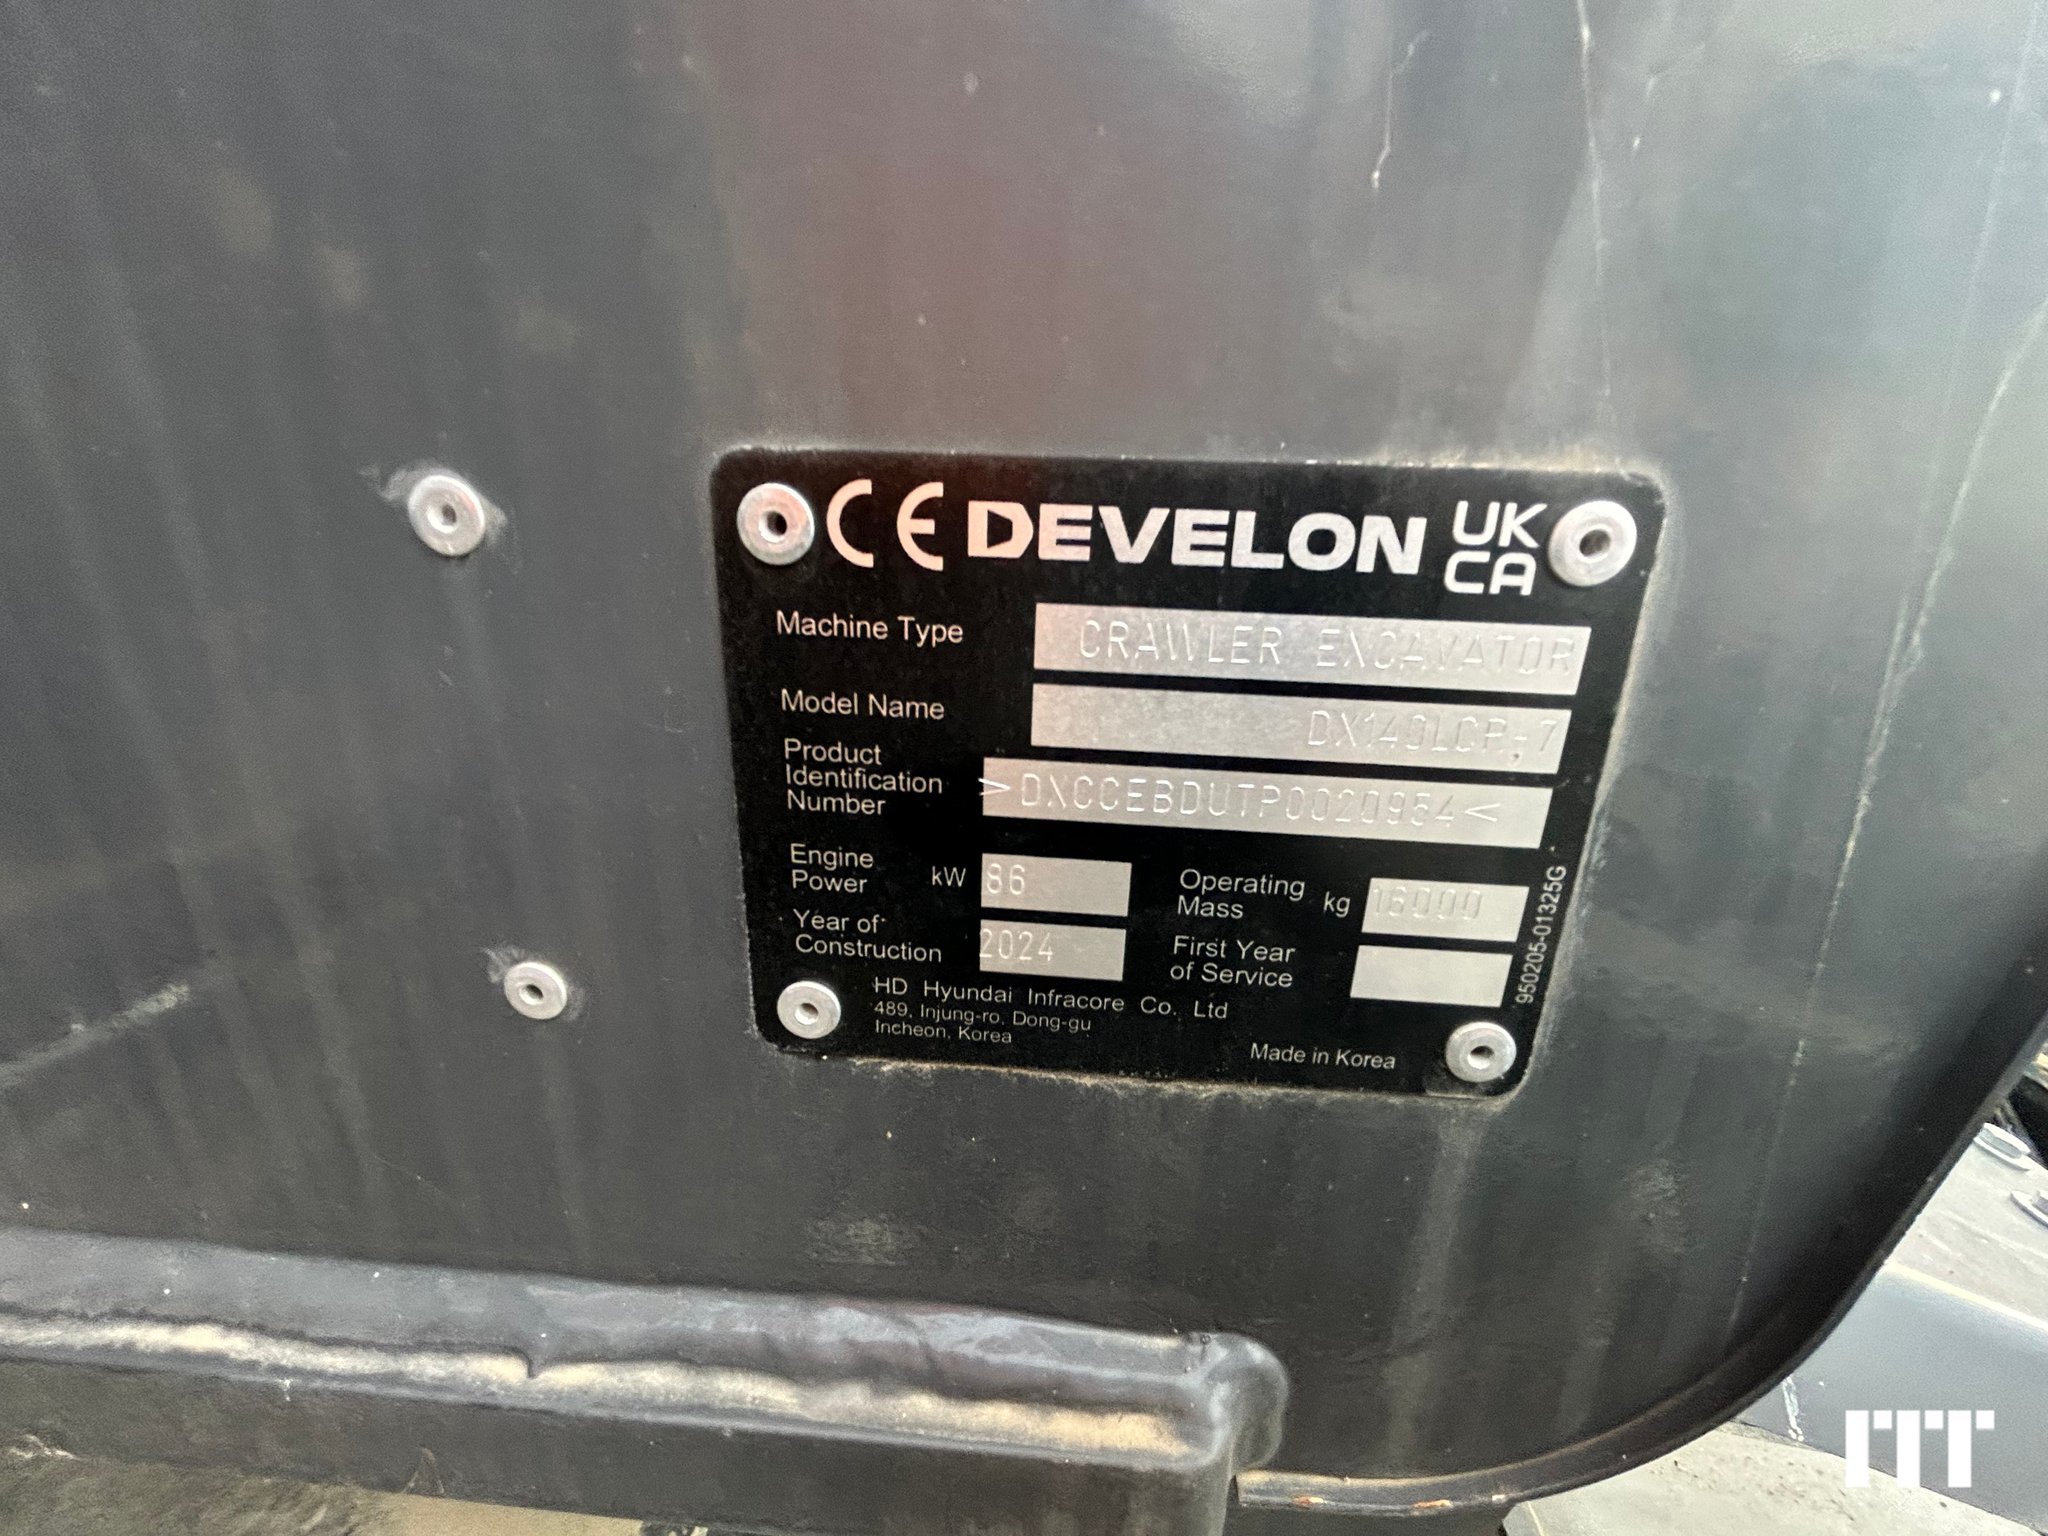 CE DEVELON UK
CA
Machine Type CRAWLER EXCAVATOR
Model Name DX140LCR-7
Product
Identification
Number >DXCCEBDUTP0020954<
Engine
Power kW 86
Operating
Mass kg 16000
Year of
Construction 2024
First Year
of Service
HD Hyundai Infracore Co., Ltd
489, Injung-ro, Dong-gu
Incheon, Korea
Made in Korea
950205-01325G